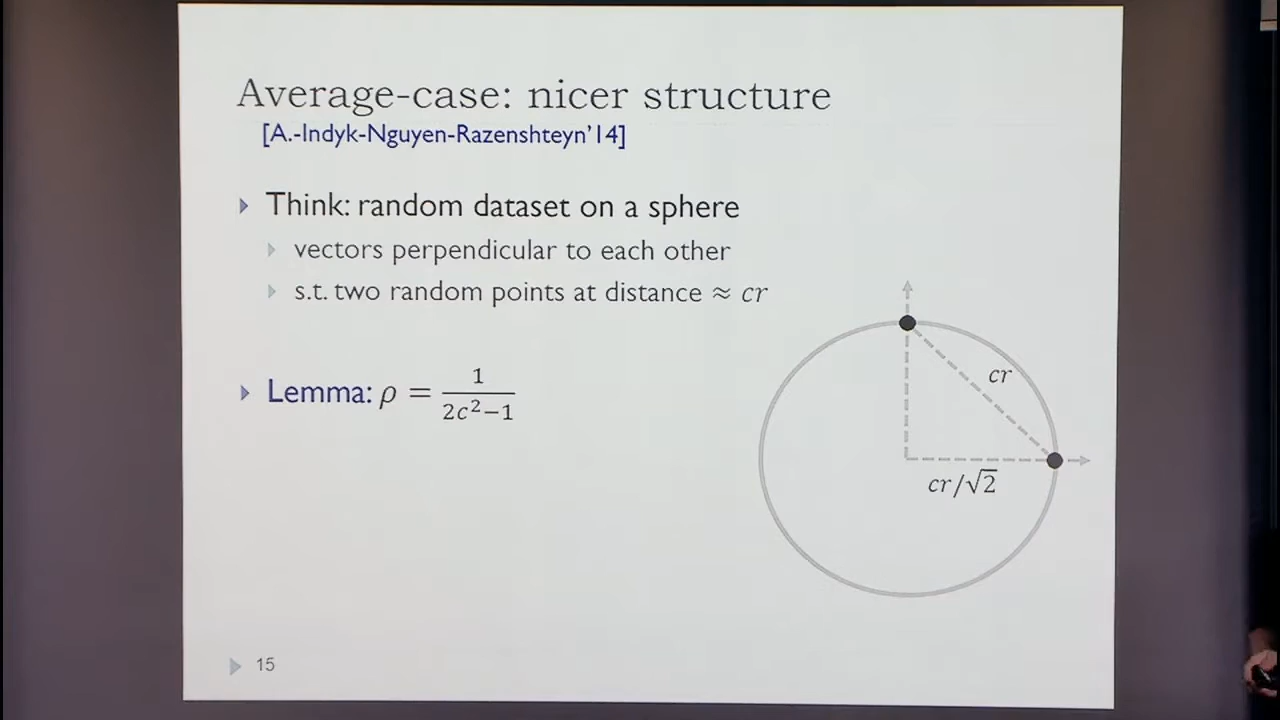 Average-case: nicer structure
[A.-Indyk-Nguyen-Razenshteyn'14]
Think: random dataset on a sphere
vectors perpendicular to each other
s.t. two random points at distance ≈ cr
Lemma: ρ = 1/(2c²−1)
cr
cr/√2
15